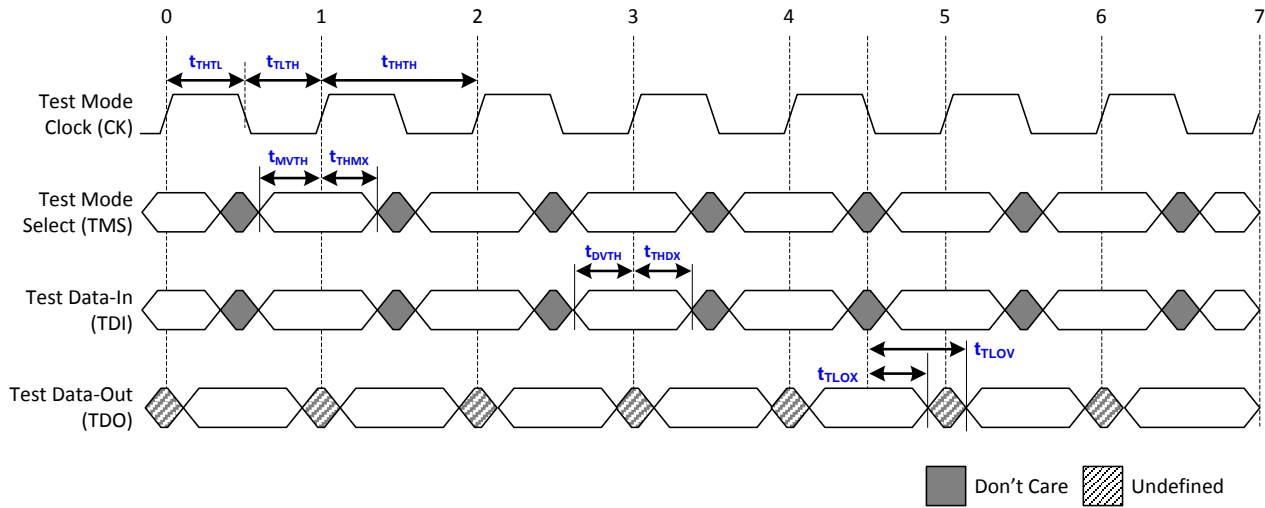 0 1 2 3 4 5 6 7
tTHTL tTLTH tTHTH
Test Mode
Clock (CK)
tMVTH tTHMX
Test Mode
Select (TMS)
tDVTH tTHDX
Test Data-In
(TDI)
tTLOV
tTLOX
Test Data-Out
(TDO)
Don't Care Undefined